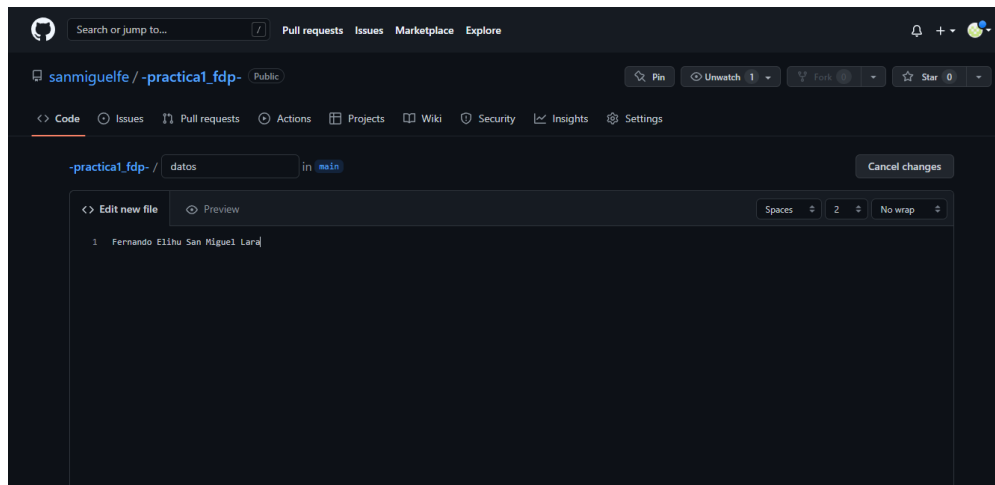 Search or jump to... / Pull requests Issues Marketplace Explore
sanmiguelfe / -practica1_fdp- Public Pin Unwatch 1 Fork 0 Star 0
<> Code Issues Pull requests Actions Projects Wiki Security Insights Settings
-practica1_fdp- / datos in main Cancel changes
<> Edit new file Preview Spaces 2 No wrap
1 Fernando Elihu San Miguel Lara